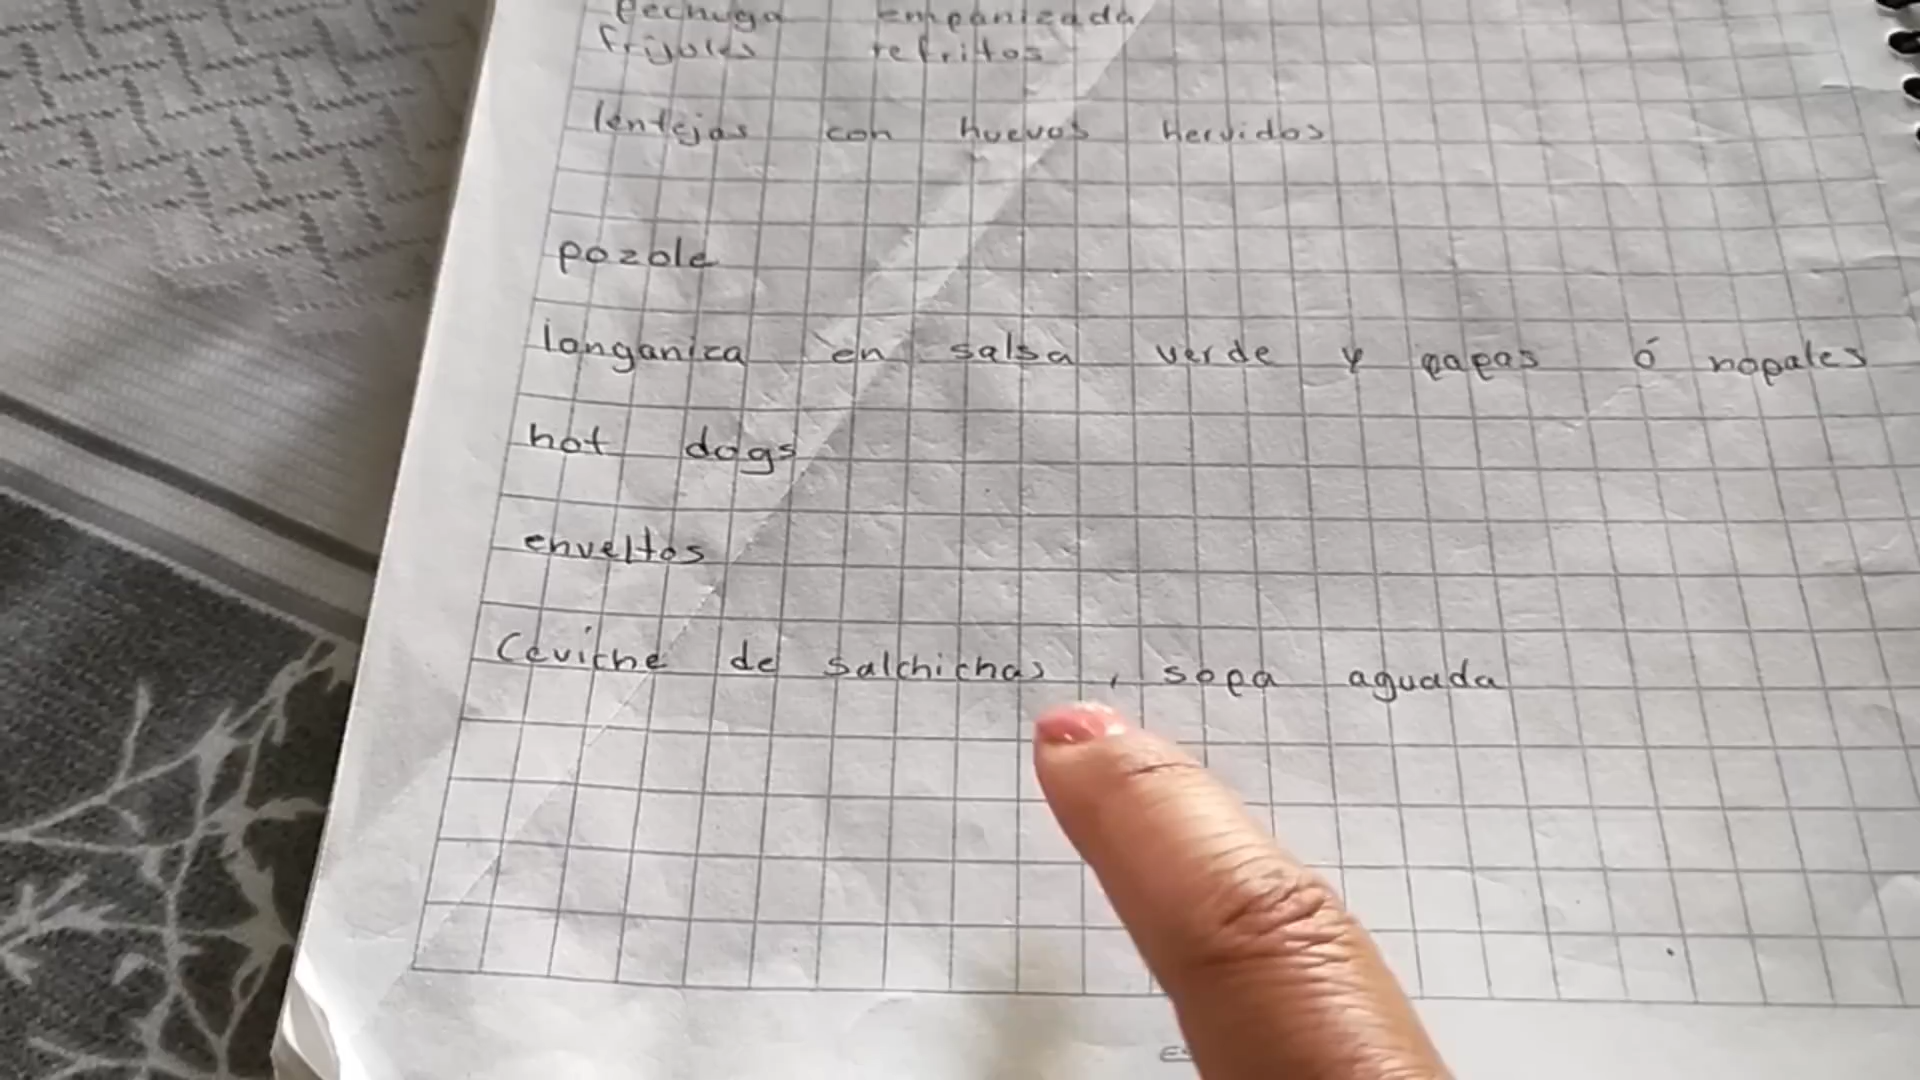 pechuga empanizada
frijoles refritos
lentejas con huevos hervidos
pozole
longaniza en salsa verde y papas ó nopales
hot dogs
enveltos
Ceviche de salchichas , sopa aguada